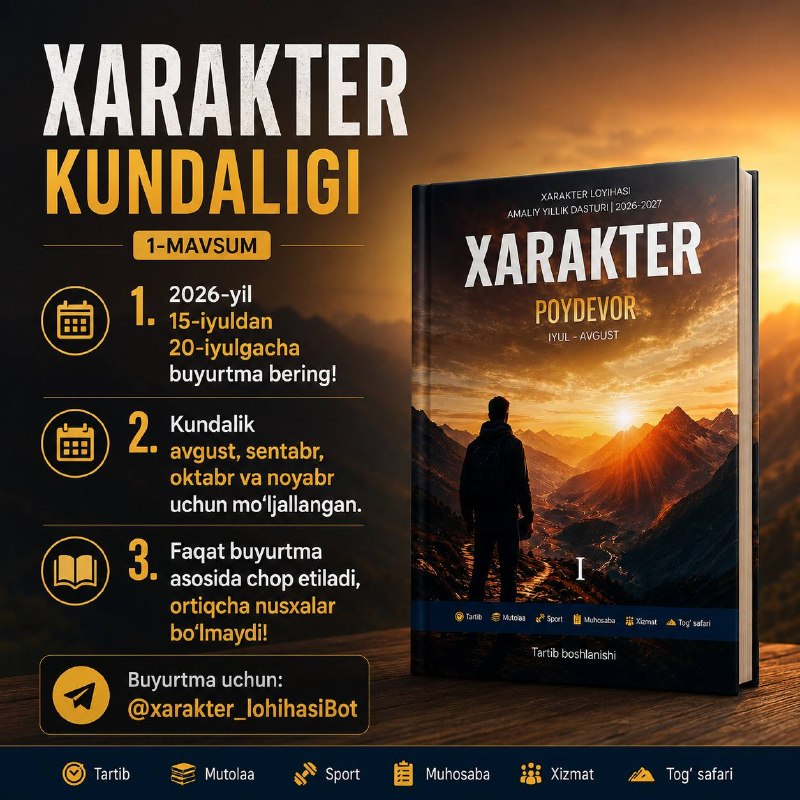 XARAKTER
KUNDALIGI
1-MAVSUM
1. 2026-yil
15-iyuldan
20-iyulgacha
buyurtma bering!
2. Kundalik
avgust, sentabr,
oktabr va noyabr
uchun mo‘ljallangan.
3. Faqat buyurtma
asosida chop etiladi,
ortiqcha nusxalar
bo‘lmaydi!
Buyurtma uchun:
@xarakter_lohihasiBot
XARAKTER LOYIHASI
AMALIY YILLIK DASTURI | 2026-2027
XARAKTER
POYDEVOR
IYUL - AVGUST
I
Tartib Mutolaa Sport Muhosaba Xizmat Tog‘ safari
Tartib boshlanishi
Tartib Mutolaa Sport Muhosaba Xizmat Tog‘ safari